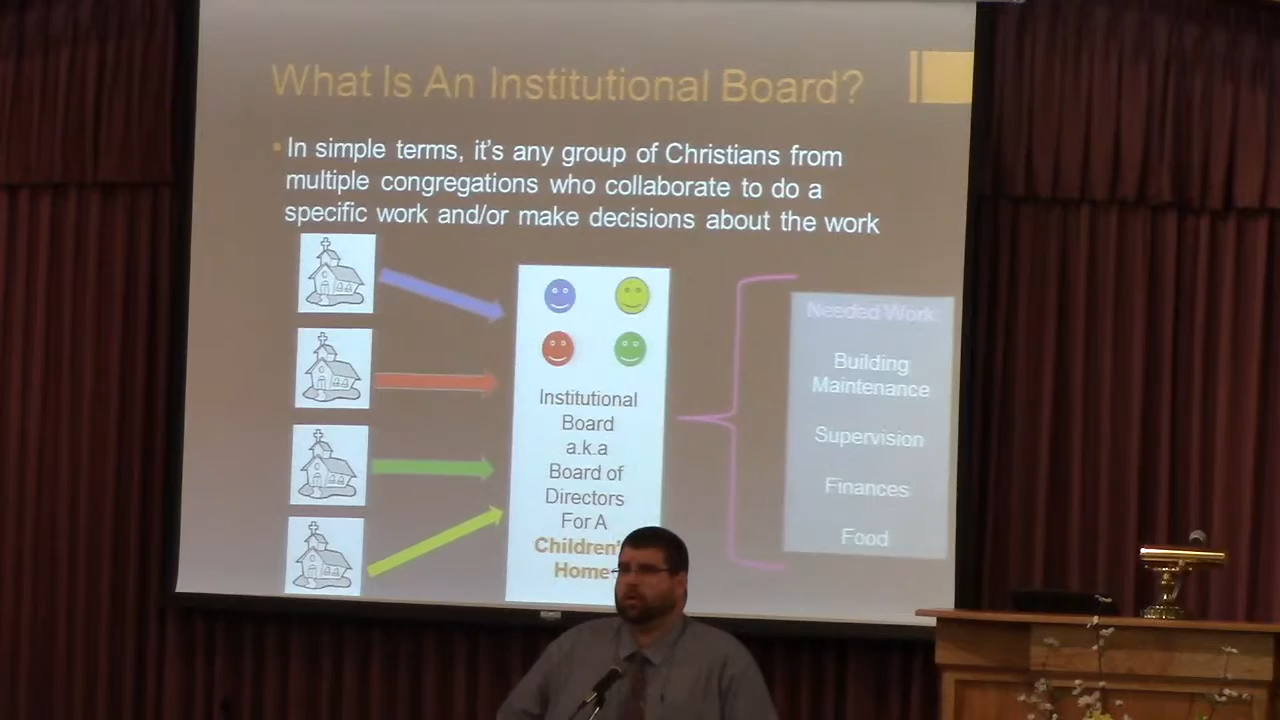 What Is An Institutional Board?
In simple terms, it's any group of Christians from
multiple congregations who collaborate to do a
specific work and/or make decisions about the work
Institutional
Board
a.k.a
Board of
Directors
For A
Children'
Home
Needed Work:
Building
Maintenance
Supervision
Finances
Food